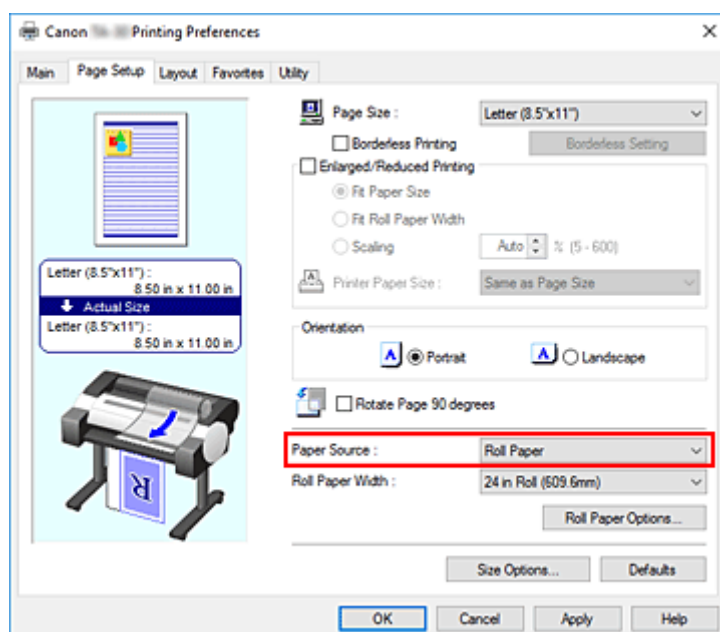 Canon Printing Preferences
Main Page Setup Layout Favorites Utility
Page Size : Letter (8.5"x11")
Borderless Printing Borderless Setting
Enlarged/Reduced Printing
Fit Paper Size
Fit Roll Paper Width
Scaling Auto % (5 - 600)
Printer Paper Size : Same as Page Size
Letter (8.5"x11") :
8.50 in x 11.00 in
Actual Size
Letter (8.5"x11") :
8.50 in x 11.00 in
Orientation
A Portrait A Landscape
Rotate Page 90 degrees
Paper Source : Roll Paper
Roll Paper Width : 24 in Roll (609.6mm)
R
Roll Paper Options...
Size Options... Defaults
OK Cancel Apply Help